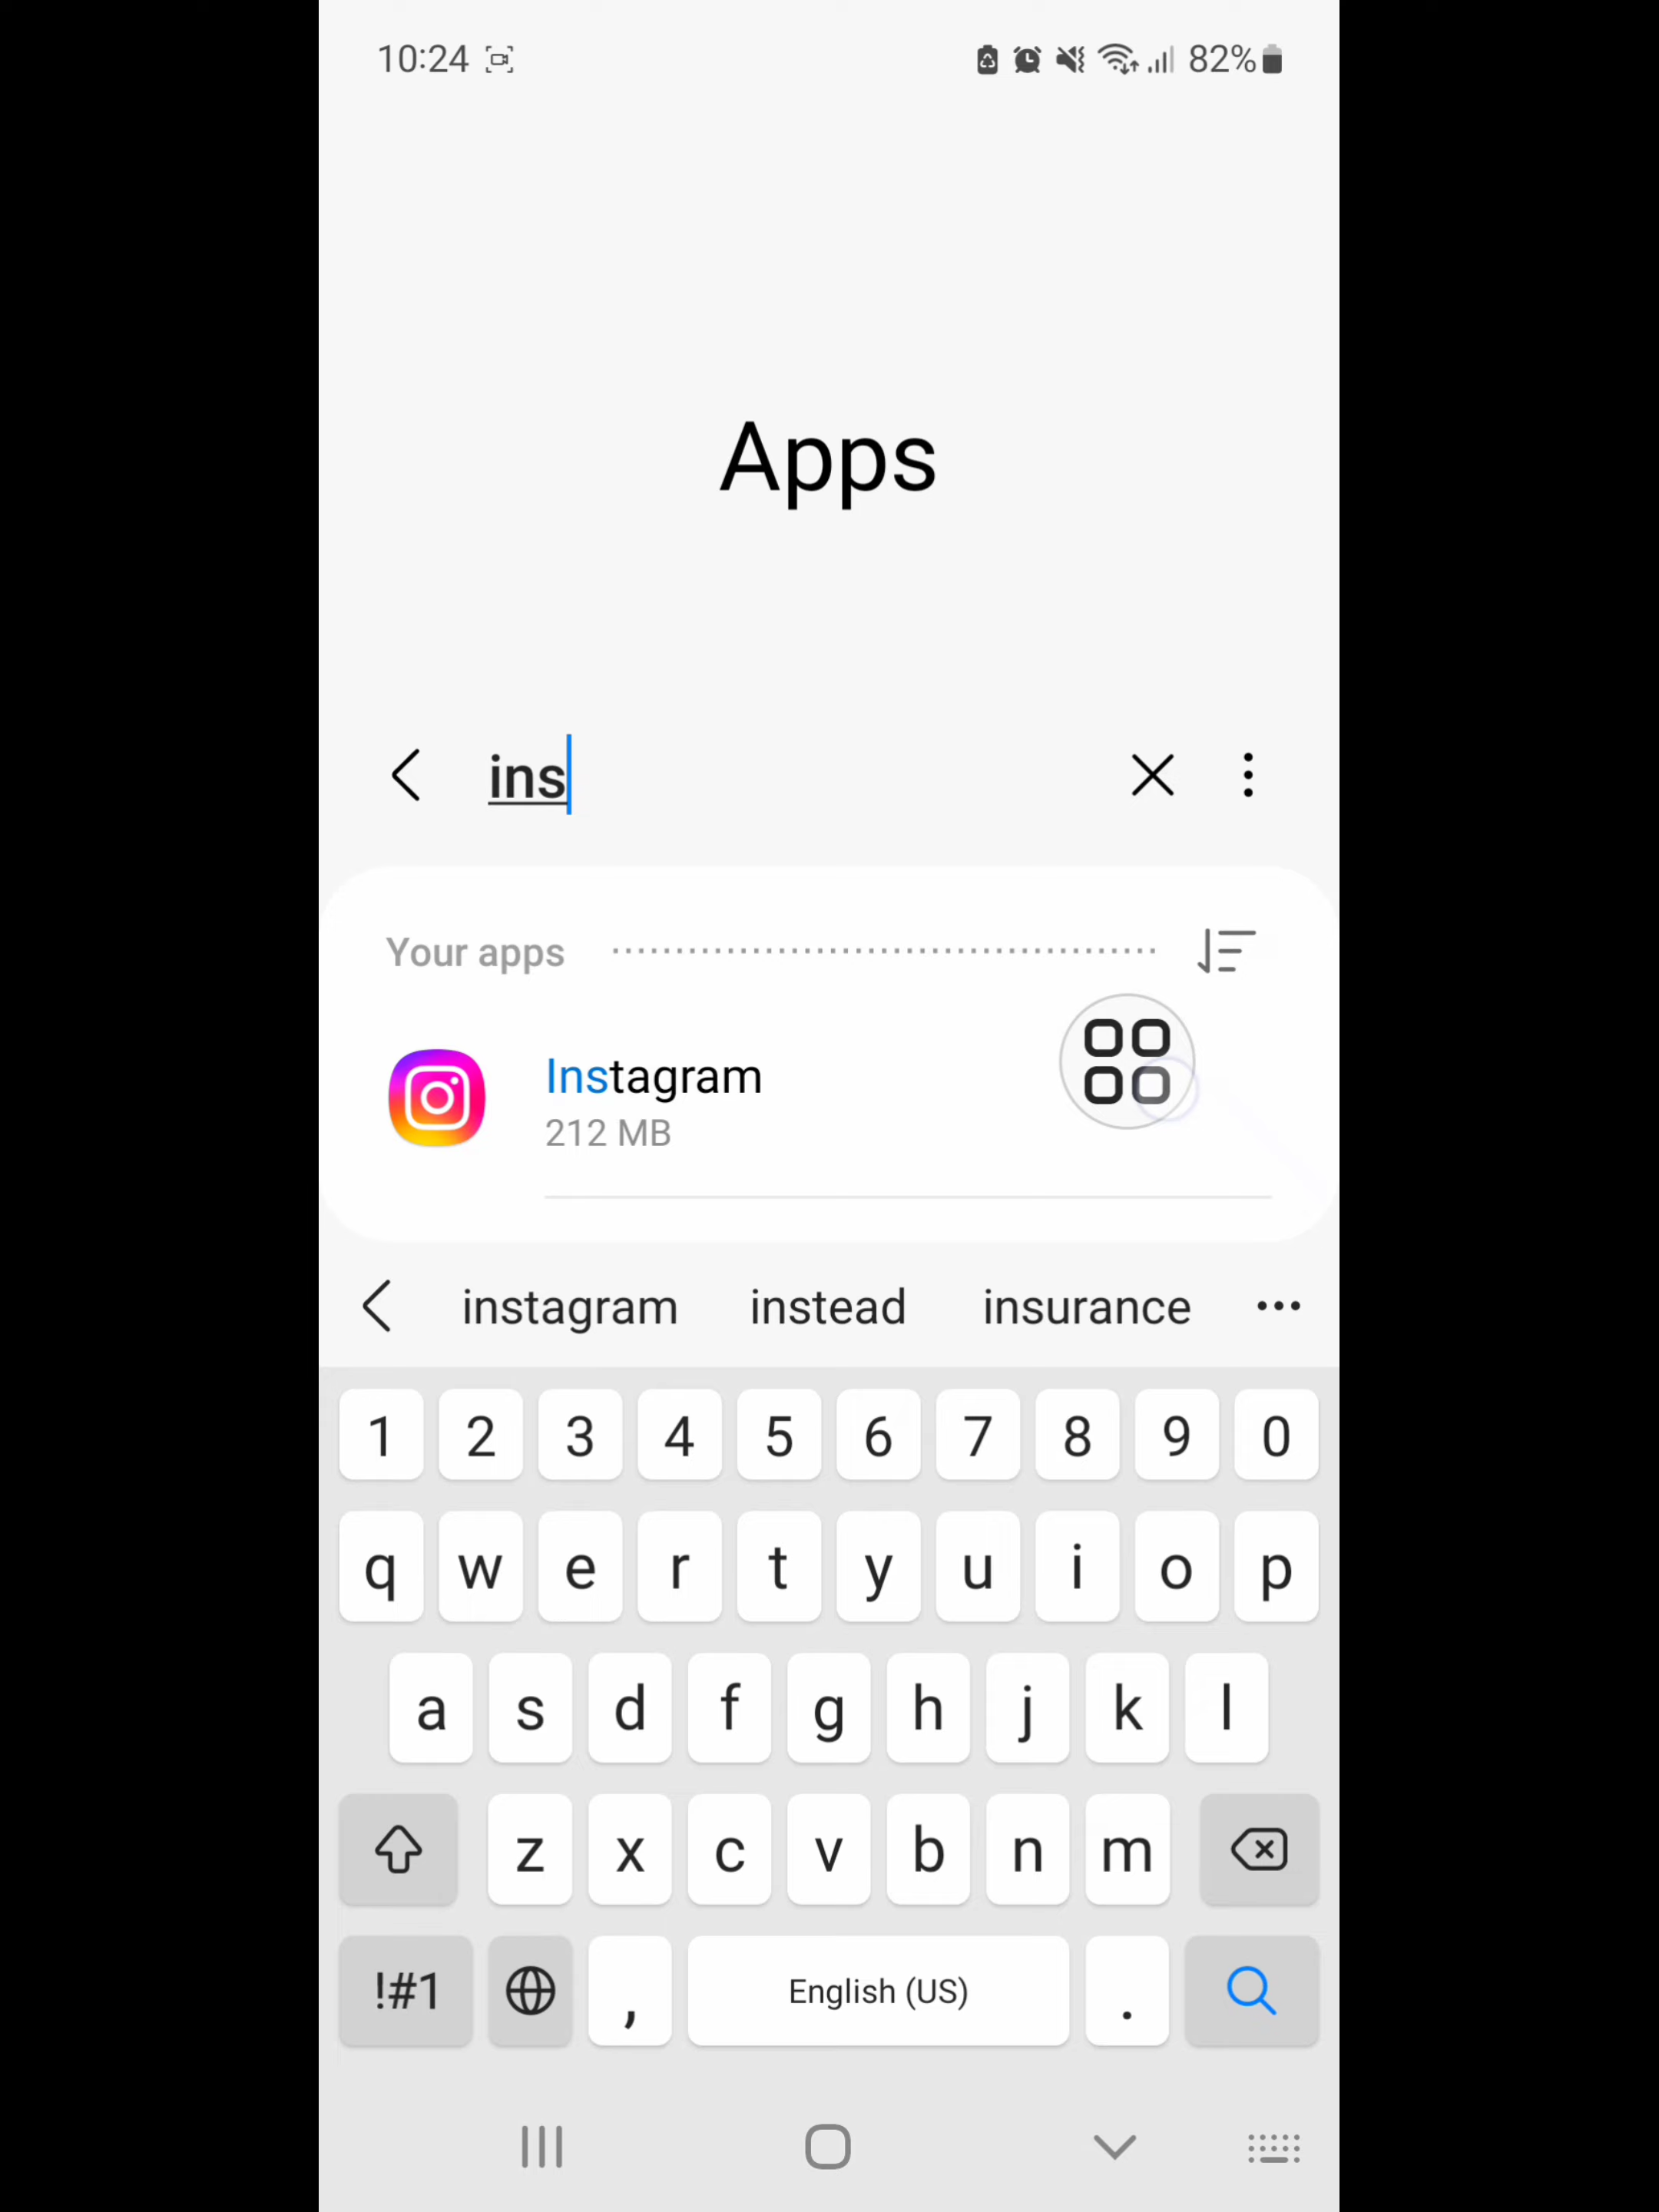 10:24 82%
Apps
ins
Your apps
Instagram
212 MB
instagram instead insurance
1 2 3 4 5 6 7 8 9 0
q w e r t y u i o p
a s d f g h j k l
z x c v b n m
!#1 , English (US) .